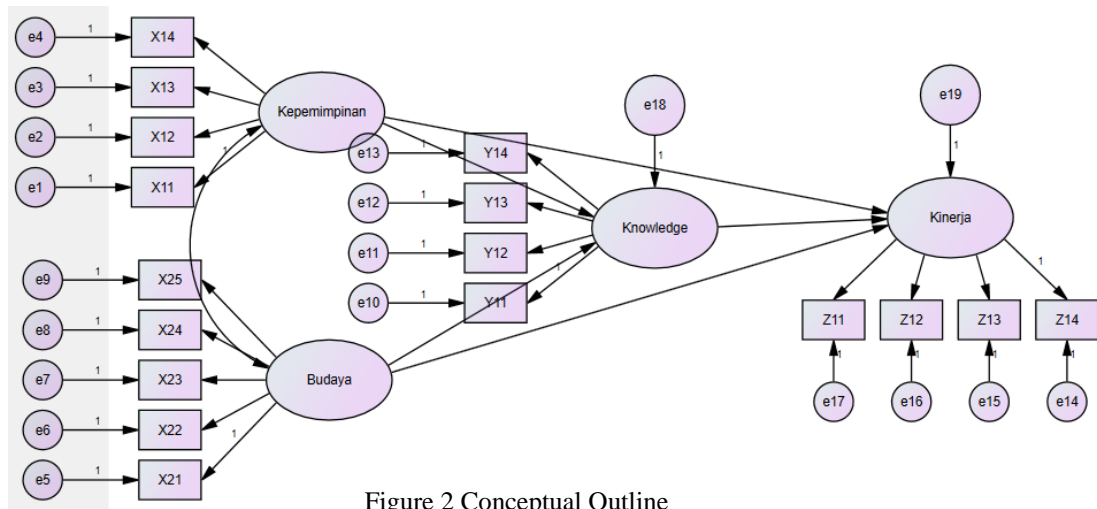 e4 1 X14
e3 1 X13
e2 1 X12
e1 1 X11
1
Kepemimpinan
e9 1 X25
e8 1 X24
e7 1 X23
e6 1 X22
e5 1 X21
1
Budaya
e13 1 Y14
e12 1 Y13
e11 1 Y12
e10 1 Y11
1
e18
1
Knowledge
e19
1
Kinerja
1
Z11 Z12 Z13 Z14
1 1 1 1
e17 e16 e15 e14
Figure 2 Conceptual Outline